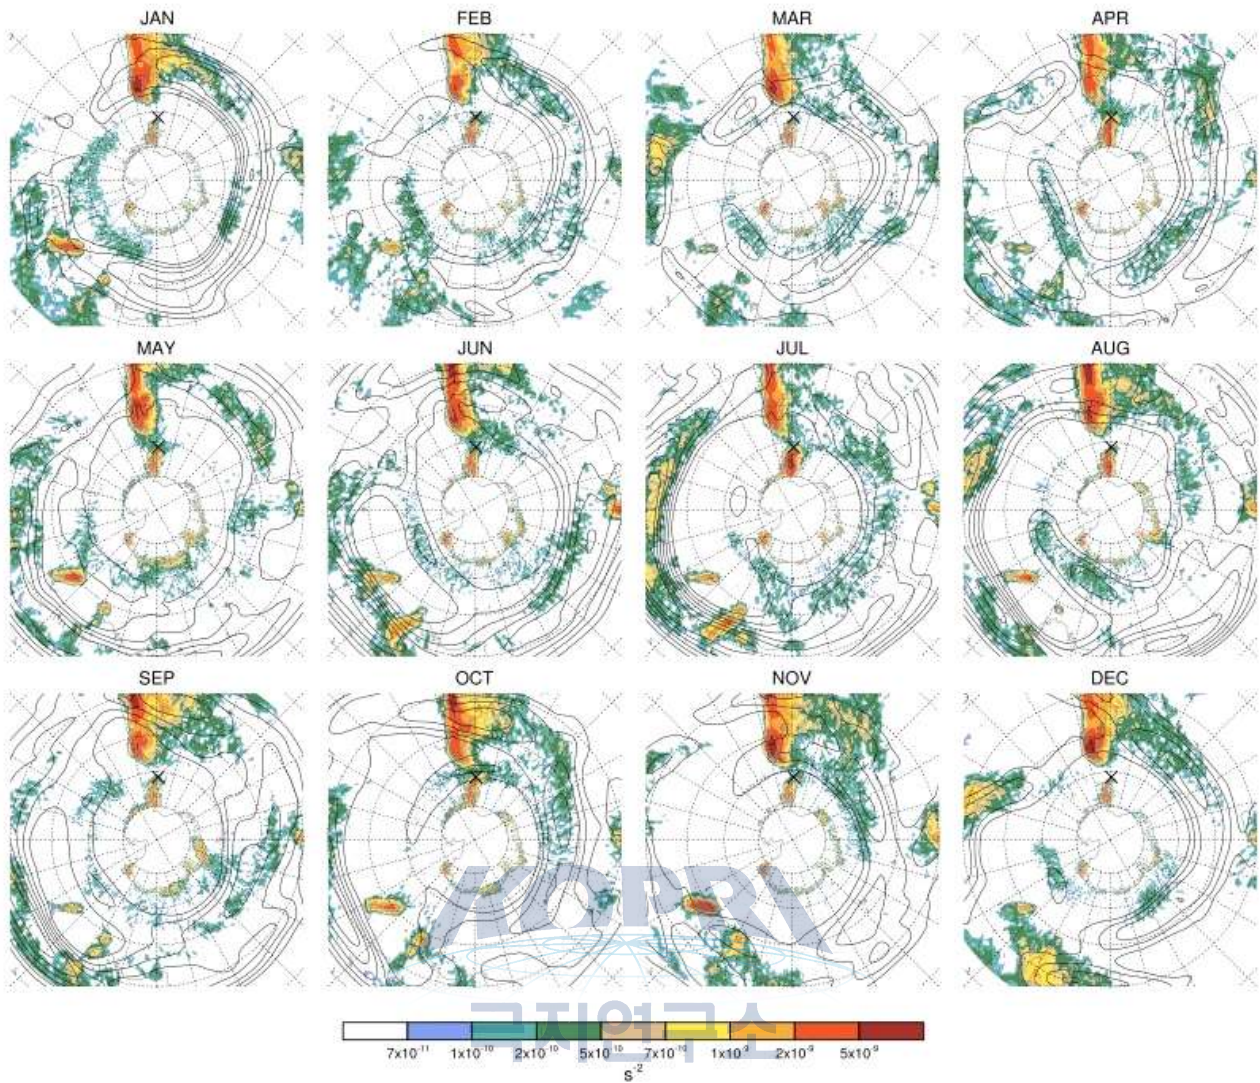 JAN FEB MAR APR
MAY JUN JUL AUG
SEP OCT NOV DEC
KOPRI
극지연구소
7x10⁻¹¹ 1x10⁻¹⁰ 2x10⁻¹⁰ 5x10⁻¹⁰ 7x10⁻¹⁰ 1x10⁻⁹ 2x10⁻⁹ 5x10⁻⁹
s⁻²